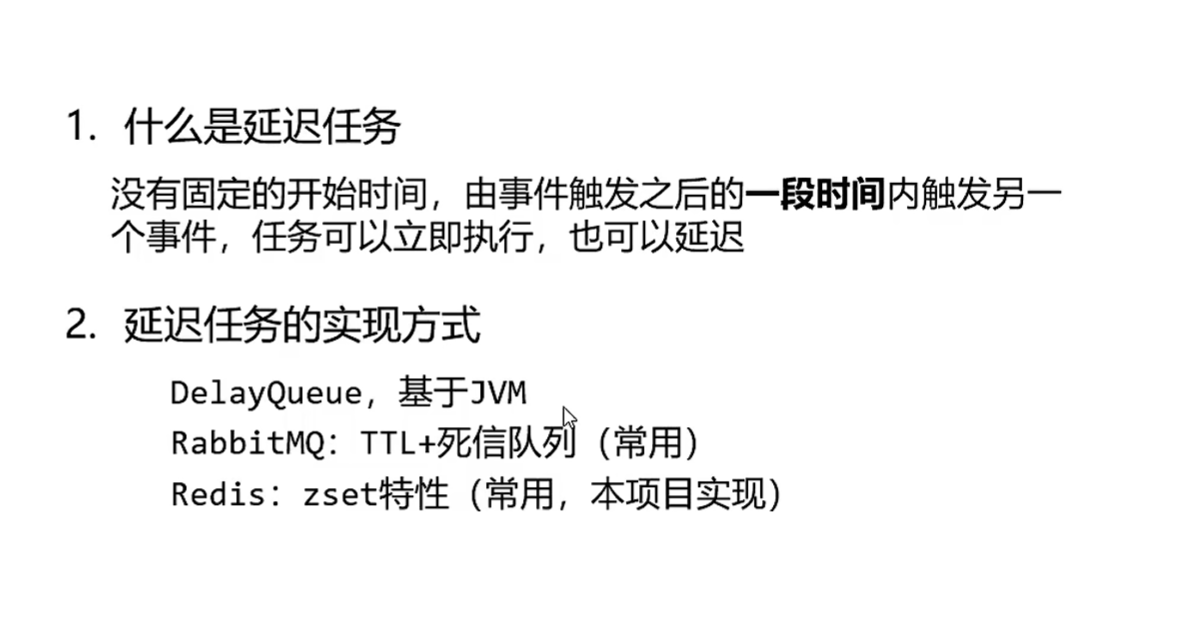 1. 什么是延迟任务
没有固定的开始时间，由事件触发之后的一段时间内触发另一
个事件，任务可以立即执行，也可以延迟
2. 延迟任务的实现方式
DelayQueue，基于JVM
RabbitMQ：TTL+死信队列（常用）
Redis：zset特性（常用，本项目实现）